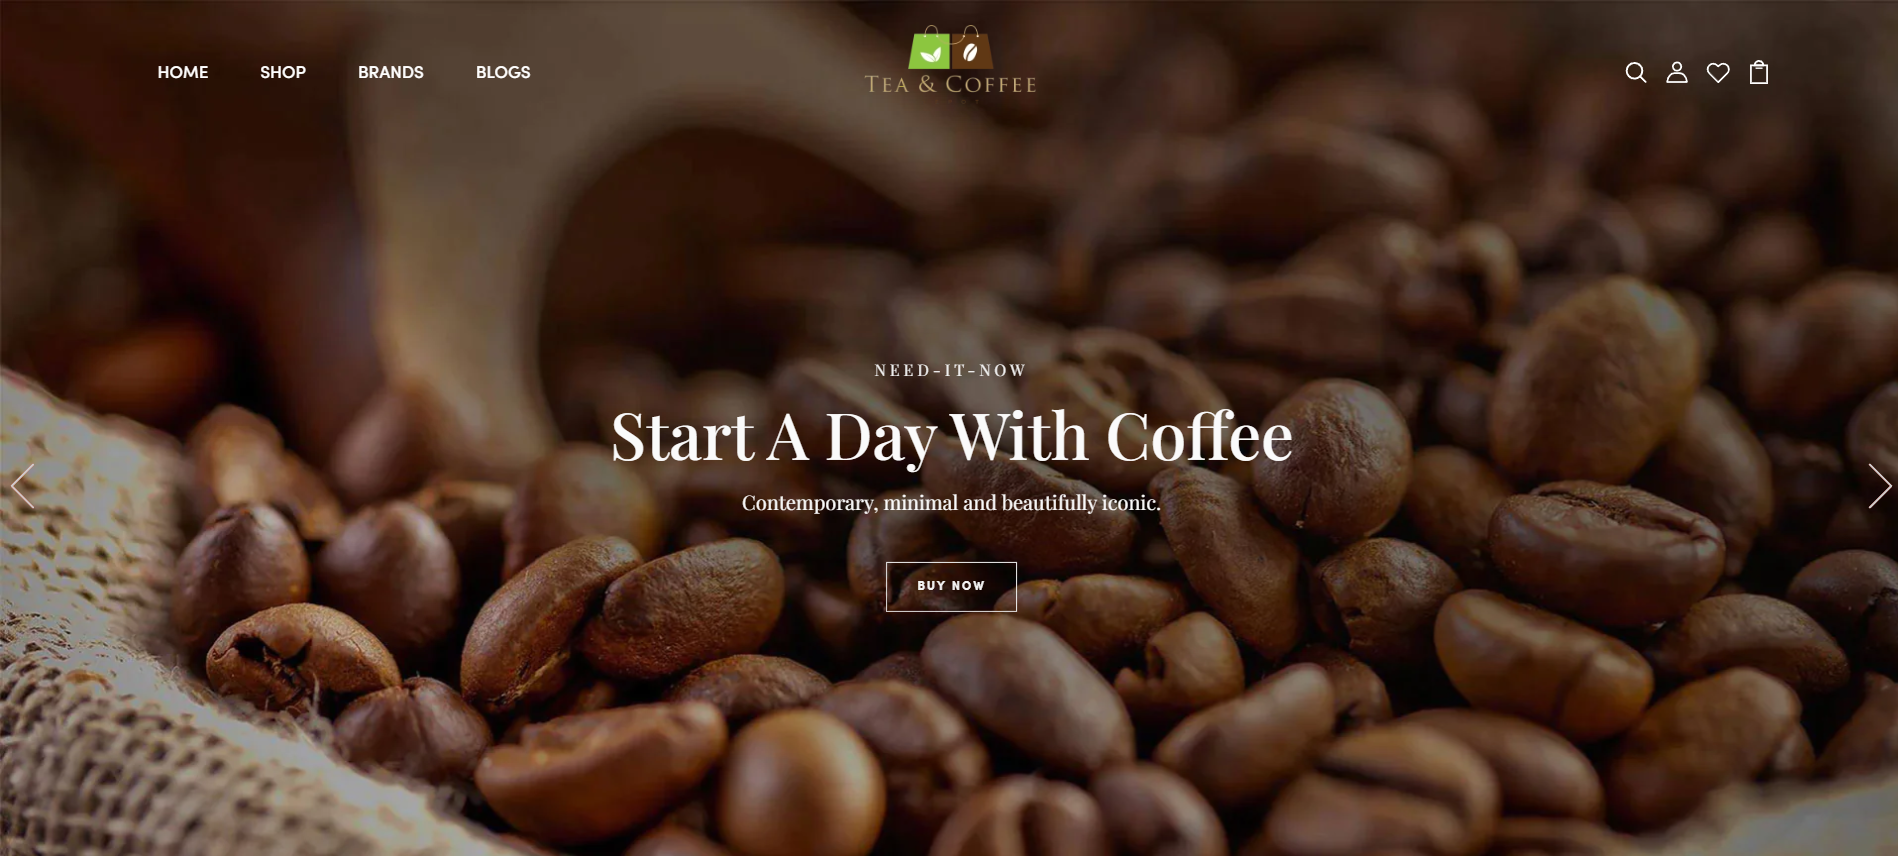 HOME SHOP BRANDS BLOGS
TEA & COFFEE
NEED-IT-NOW
Start A Day With Coffee
Contemporary, minimal and beautifully iconic.
BUY NOW